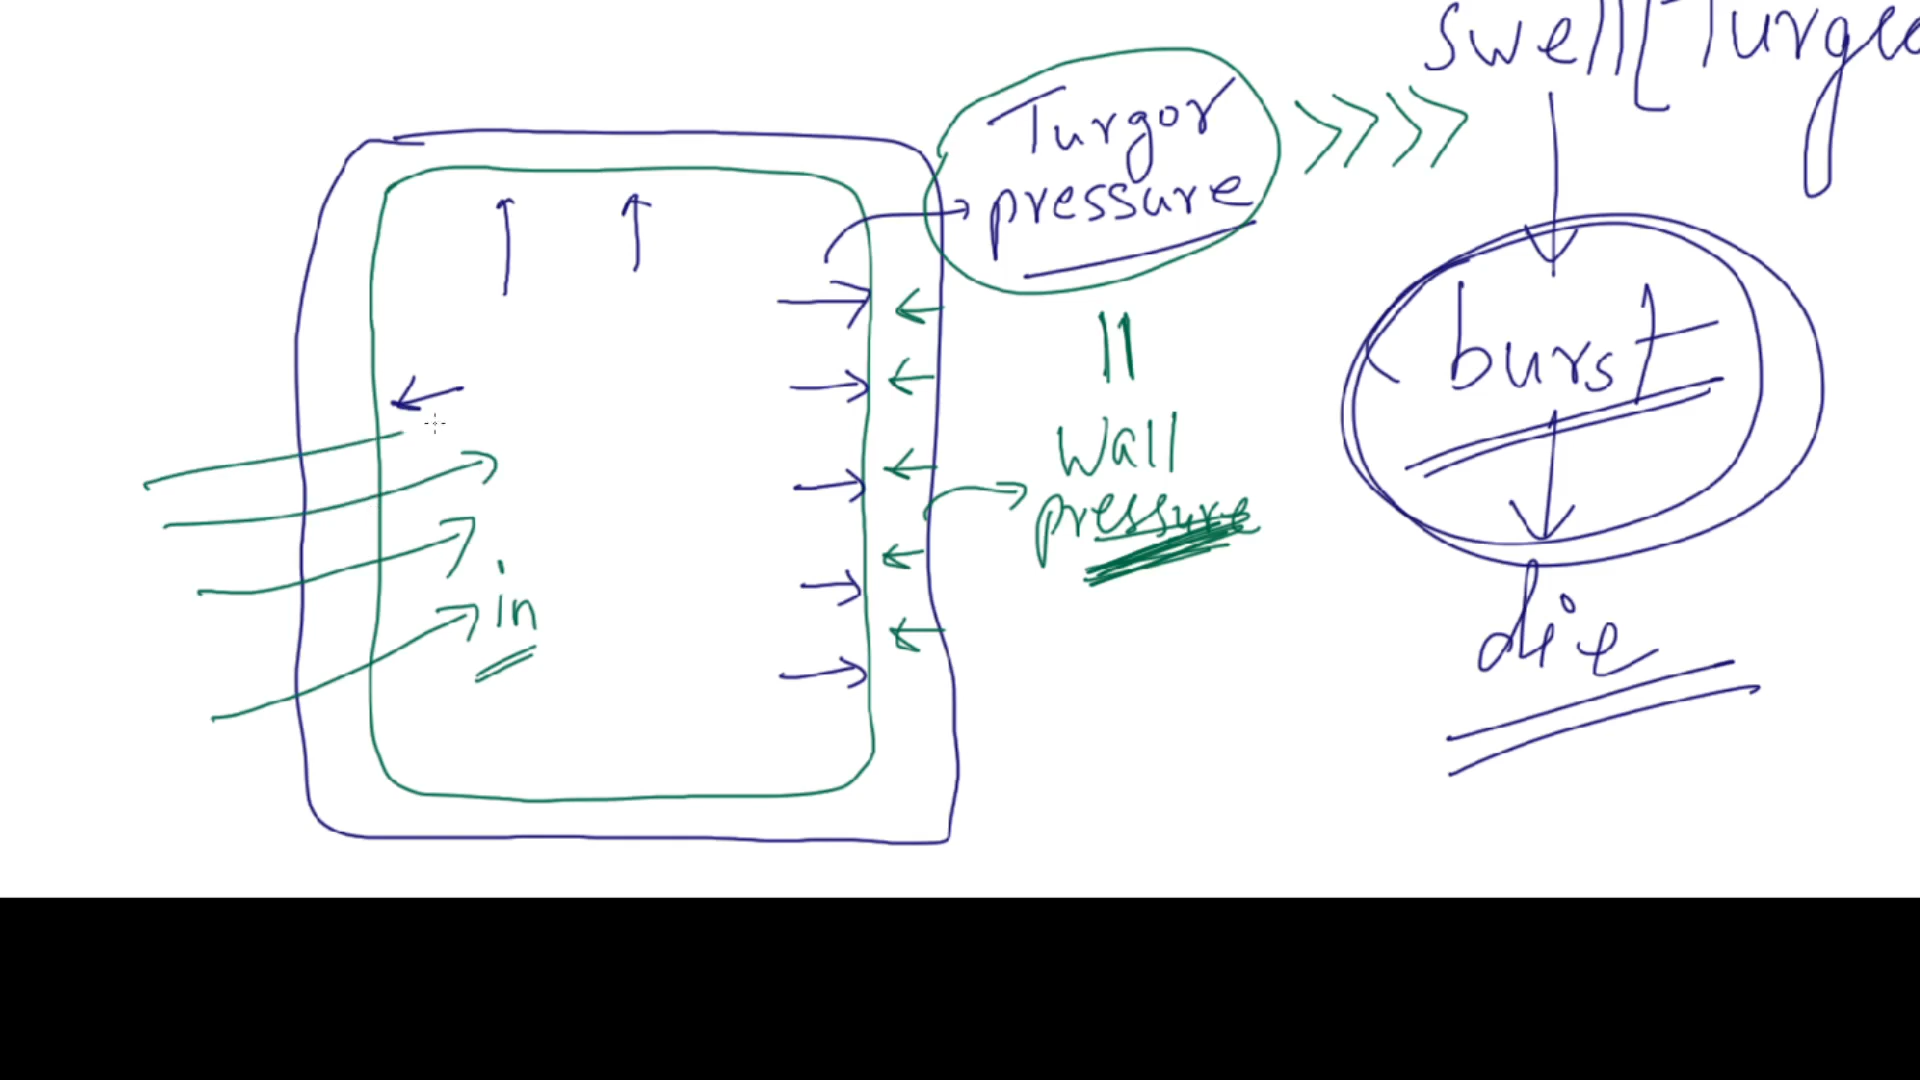 swell [Turge
Turgor
pressure >>>>
||
Wall
pressure
burst
die
in